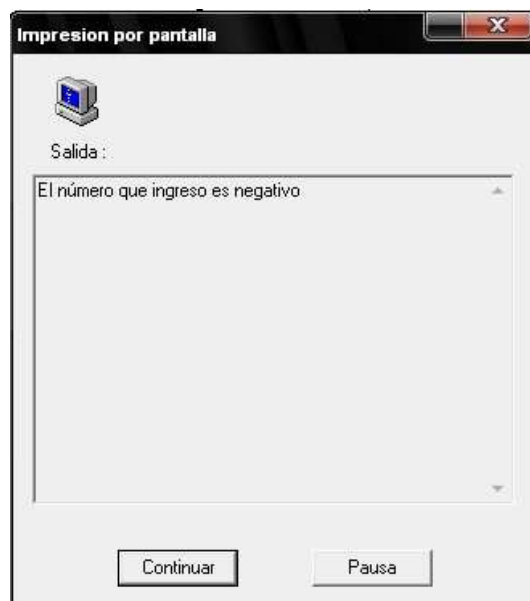 Impresion por pantalla
Salida :
El número que ingreso es negativo
Continuar
Pausa